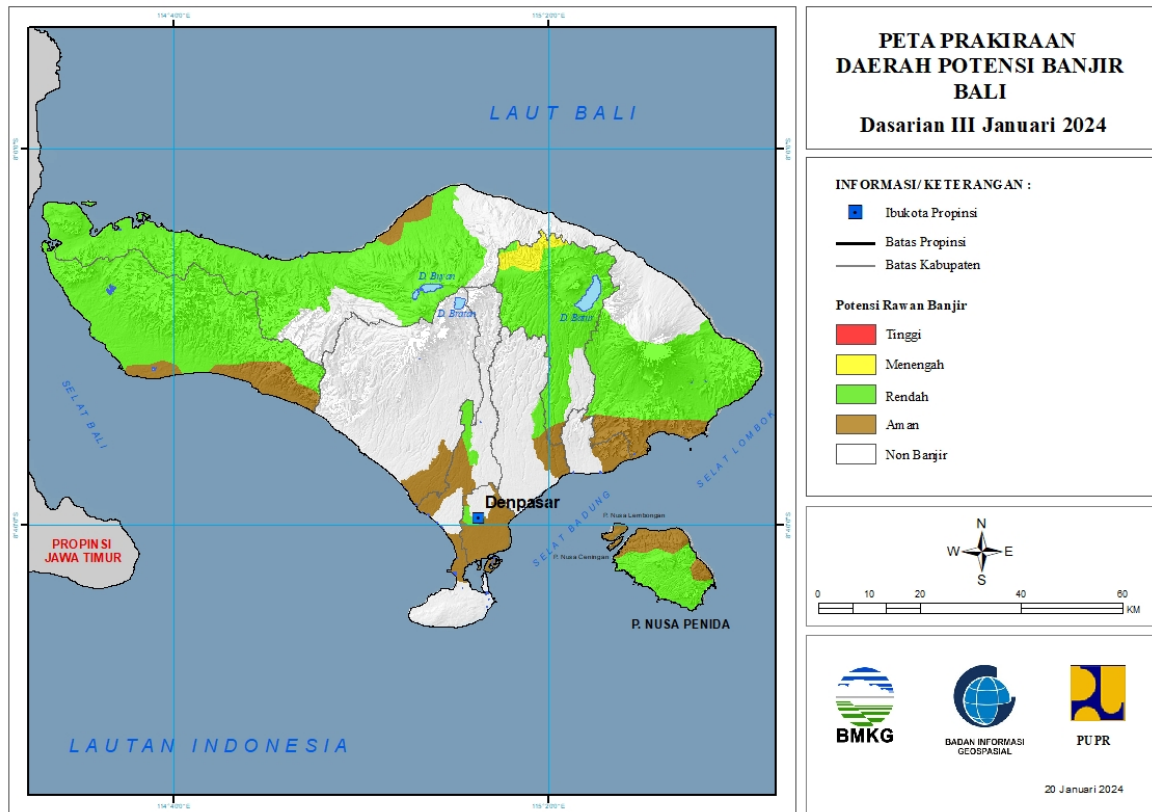 PETA PRAKIRAAN
DAERAH POTENSI BANJIR
BALI
Dasarian III Januari 2024
INFORMASI/ KETERANGAN :
Ibukota Propinsi
Batas Propinsi
Batas Kabupaten
Potensi Rawan Banjir
Tinggi
Menengah
Rendah
Aman
Non Banjir
N
W E
S
0 10 20 40 60
KM
BMKG
BADAN INFORMASI
GEOSPASIAL
PUPR
20 Januari 2024
LAUT BALI
D. Buyan
D. Bratan
D. Batur
SELAT BALI
SELAT LOMBOK
Denpasar
SELAT BADUNG
P. Nusa Lembongan
P. Nusa Ceningan
PROPINSI
JAWA TIMUR
P. NUSA PENIDA
LAUTAN INDONESIA